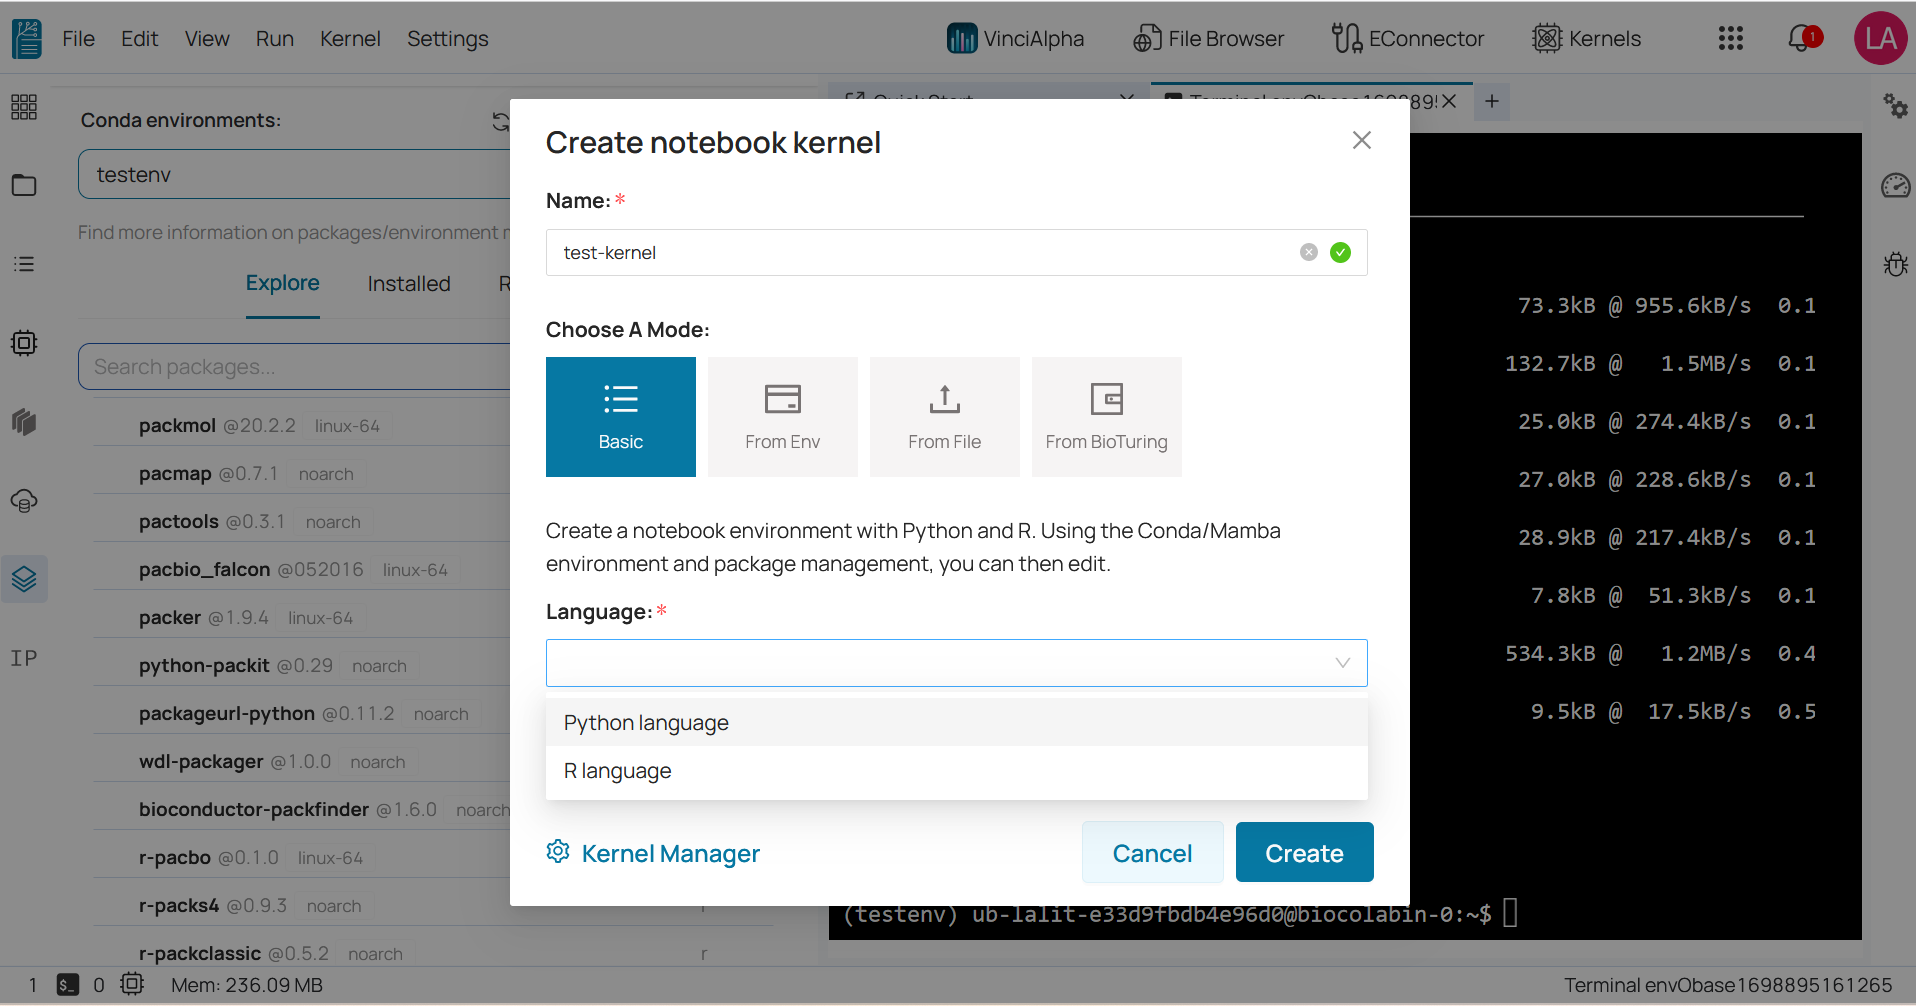 File Edit View Run Kernel Settings VinciAlpha File Browser EConnector Kernels 1 LA
Conda environments:
testenv
Find more information on packages/environment
Explore Installed R
Search packages...
packmol @20.2.2 linux-64
pacmap @0.7.1 noarch
pactools @0.3.1 noarch
pacbio_falcon @052016 linux-64
packer @1.9.4 linux-64
python-packit @0.29 noarch
packageurl-python @0.11.2 noarch
wdl-packager @1.0.0 noarch
bioconductor-packfinder @1.6.0 noarch
r-pacbo @0.1.0 linux-64
r-packs4 @0.9.3 noarch
r-packclassic @0.5.2 noarch r
IP
Quick Start
Terminal envObase1698895
Create notebook kernel
Name: *
test-kernel
Choose A Mode:
Basic From Env From File From BioTuring
Create a notebook environment with Python and R. Using the Conda/Mamba
environment and package management, you can then edit.
Language: *
Python language
R language
Kernel Manager Cancel Create
73.3kB @ 955.6kB/s 0.1
132.7kB @ 1.5MB/s 0.1
25.0kB @ 274.4kB/s 0.1
27.0kB @ 228.6kB/s 0.1
28.9kB @ 217.4kB/s 0.1
7.8kB @ 51.3kB/s 0.1
534.3kB @ 1.2MB/s 0.4
9.5kB @ 17.5kB/s 0.5
(testenv) ub-lalit-e33d9fbdb4e96d0@biocolabin-0:~$
1 $_ 0 Mem: 236.09 MB Terminal envObase1698895161265